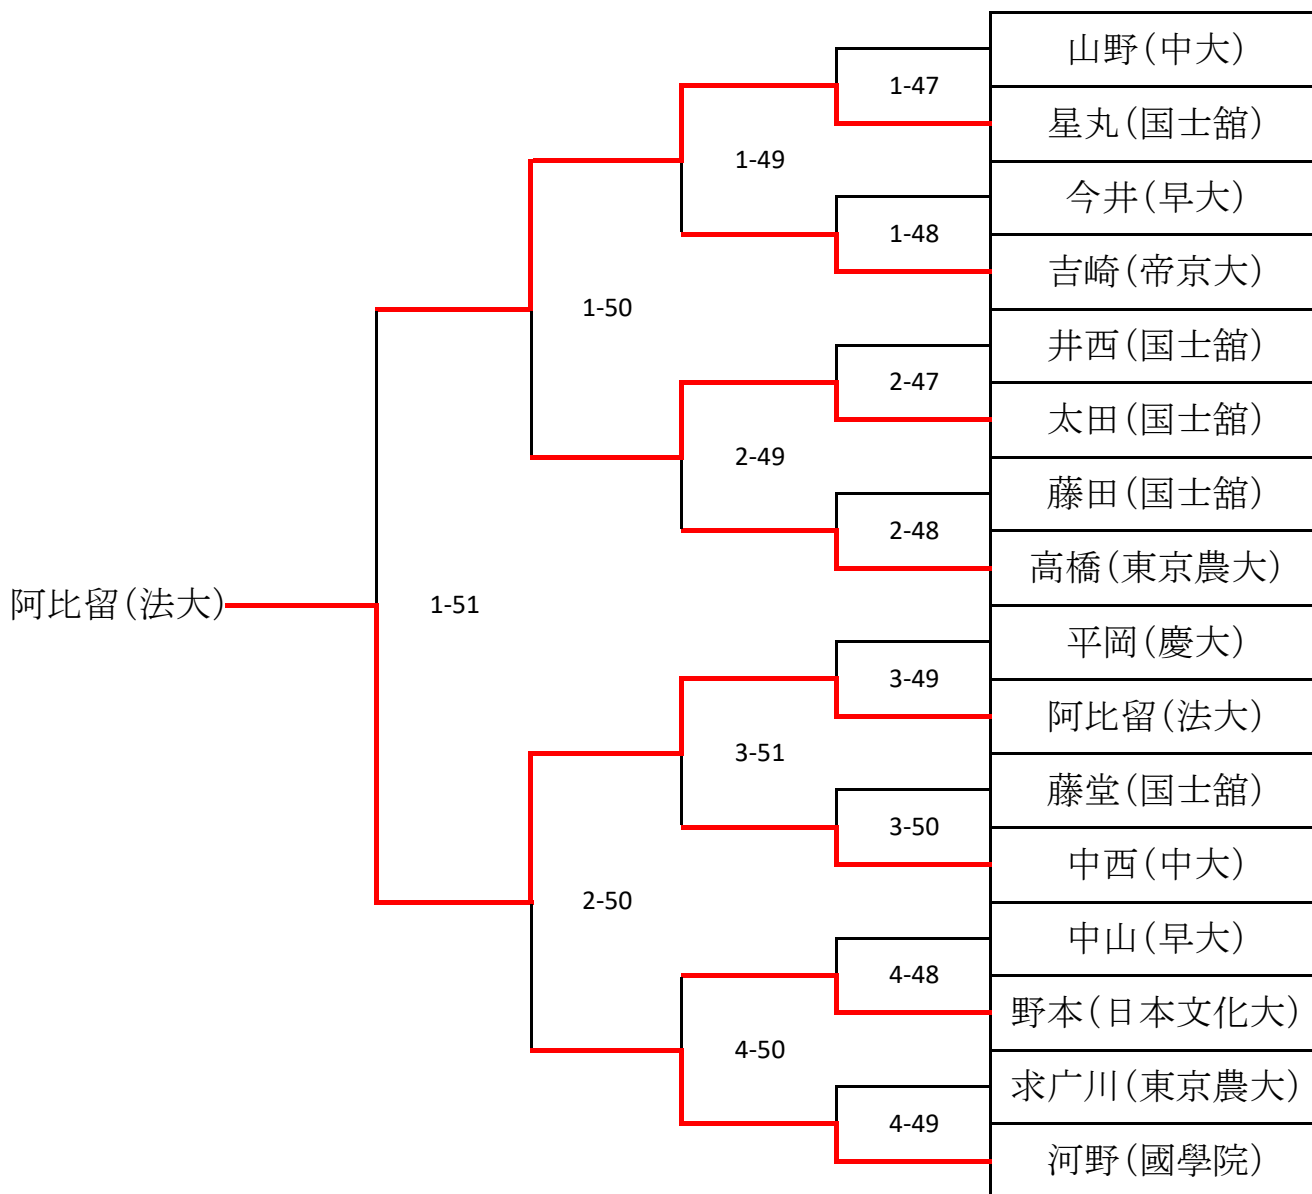 山野(中大)
1-47
星丸(国士舘)
1-49
今井(早大)
1-48
吉崎(帝京大)
1-50
井西(国士舘)
2-47
太田(国士舘)
2-49
藤田(国士舘)
2-48
高橋(東京農大)
阿比留(法大)
1-51
平岡(慶大)
3-49
阿比留(法大)
3-51
藤堂(国士舘)
3-50
中西(中大)
2-50
中山(早大)
4-48
野本(日本文化大)
4-50
求广川(東京農大)
4-49
河野(國學院)